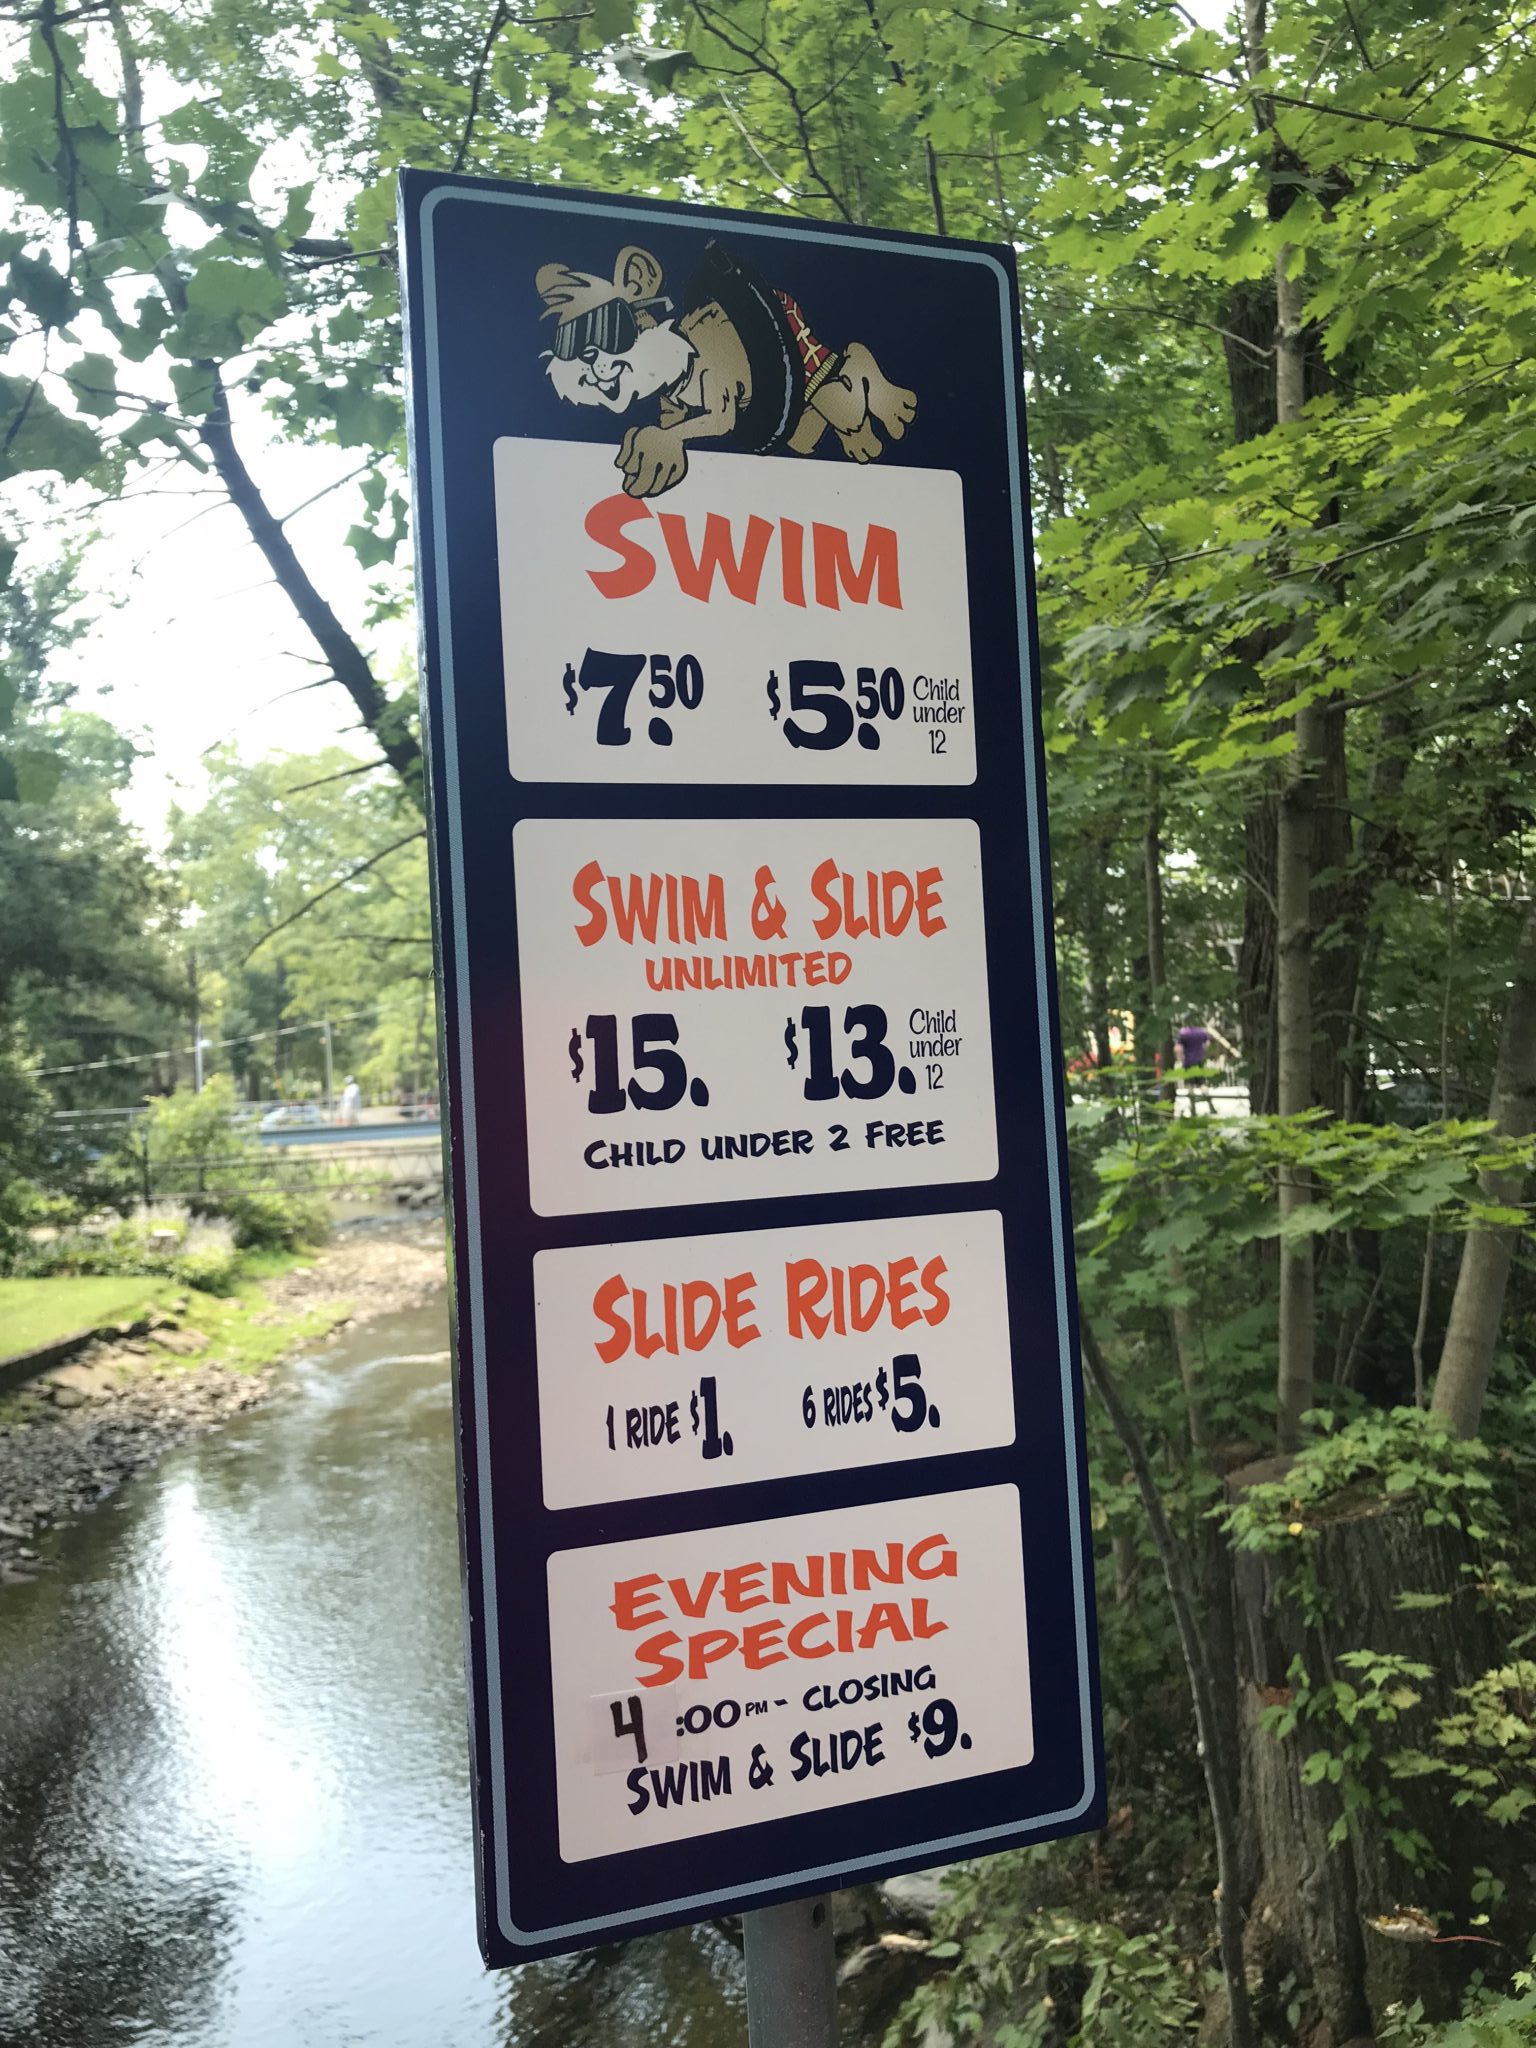 SWIM
$7.50 $5.50 Child under 12
SWIM & SLIDE
UNLIMITED
$15. $13. Child under 12
CHILD UNDER 2 FREE
SLIDE RIDES
1 RIDE $1. 6 RIDES $5.
EVENING
SPECIAL
4:00PM - CLOSING
SWIM & SLIDE $9.